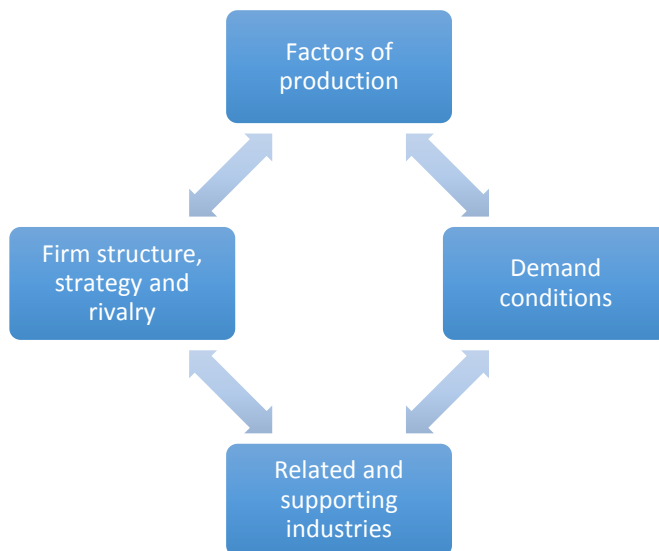 Factors of
production
Firm structure,
strategy and
rivalry
Demand
conditions
Related and
supporting
industries